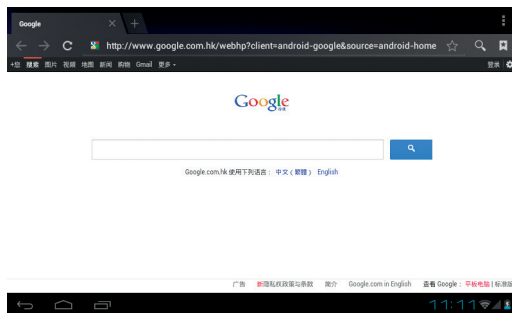 Google
http://www.google.com.hk/webhp?client=android-google&source=android-home
+您 搜索 图片 视频 地图 新闻 购物 Gmail 更多 登录
Google
Google.com.hk 使用下列语言： 中文（繁體） English
广告 新隐私权政策与条款 简介 Google.com in English 查看 Google： 平板电脑 | 标准版
11:11